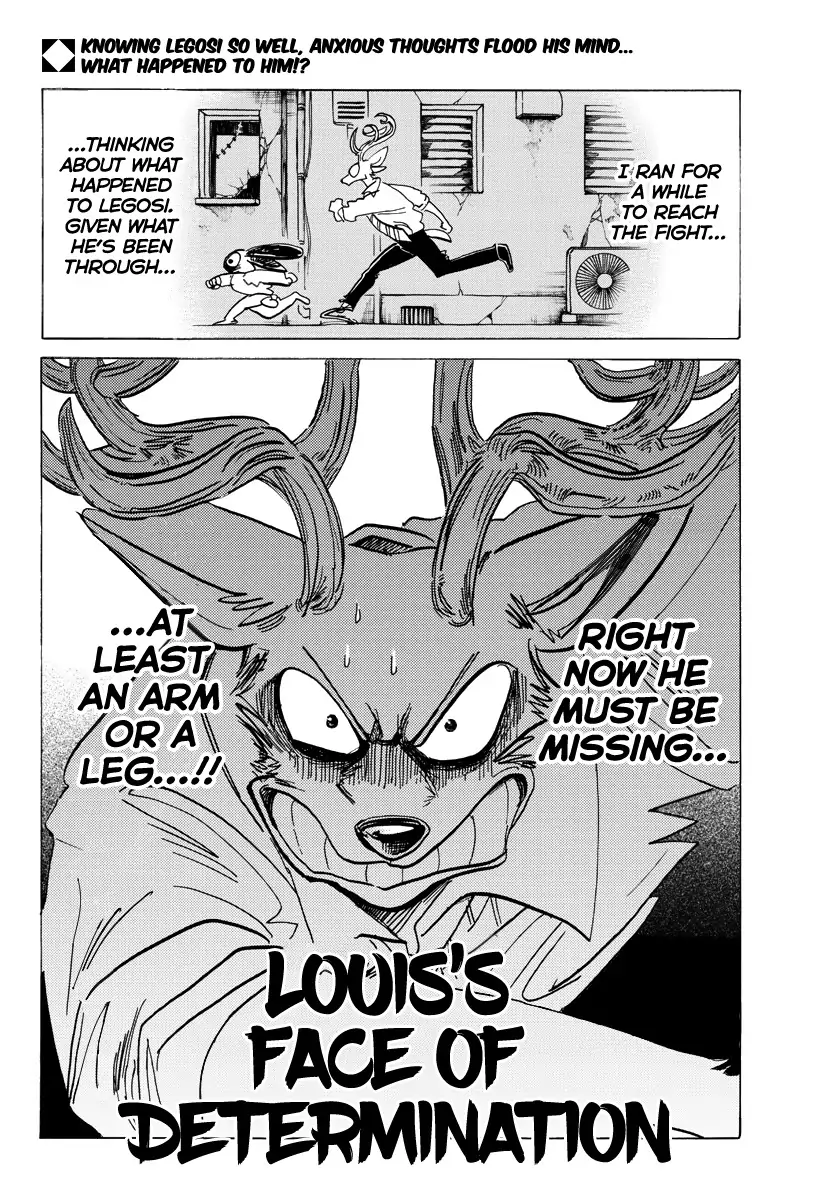 KNOWING LEGOSI SO WELL, ANXIOUS THOUGHTS FLOOD HIS MIND...
WHAT HAPPENED TO HIM!?
I RAN FOR
A WHILE
TO REACH
THE FIGHT...
...THINKING
ABOUT WHAT
HAPPENED
TO LEGOSI.
GIVEN WHAT
HE'S BEEN
THROUGH...
RIGHT
NOW HE
MUST BE
MISSING...
...AT
LEAST
AN ARM
OR A
LEG....!!
LOUIS'S
FACE OF
DETERMINATION